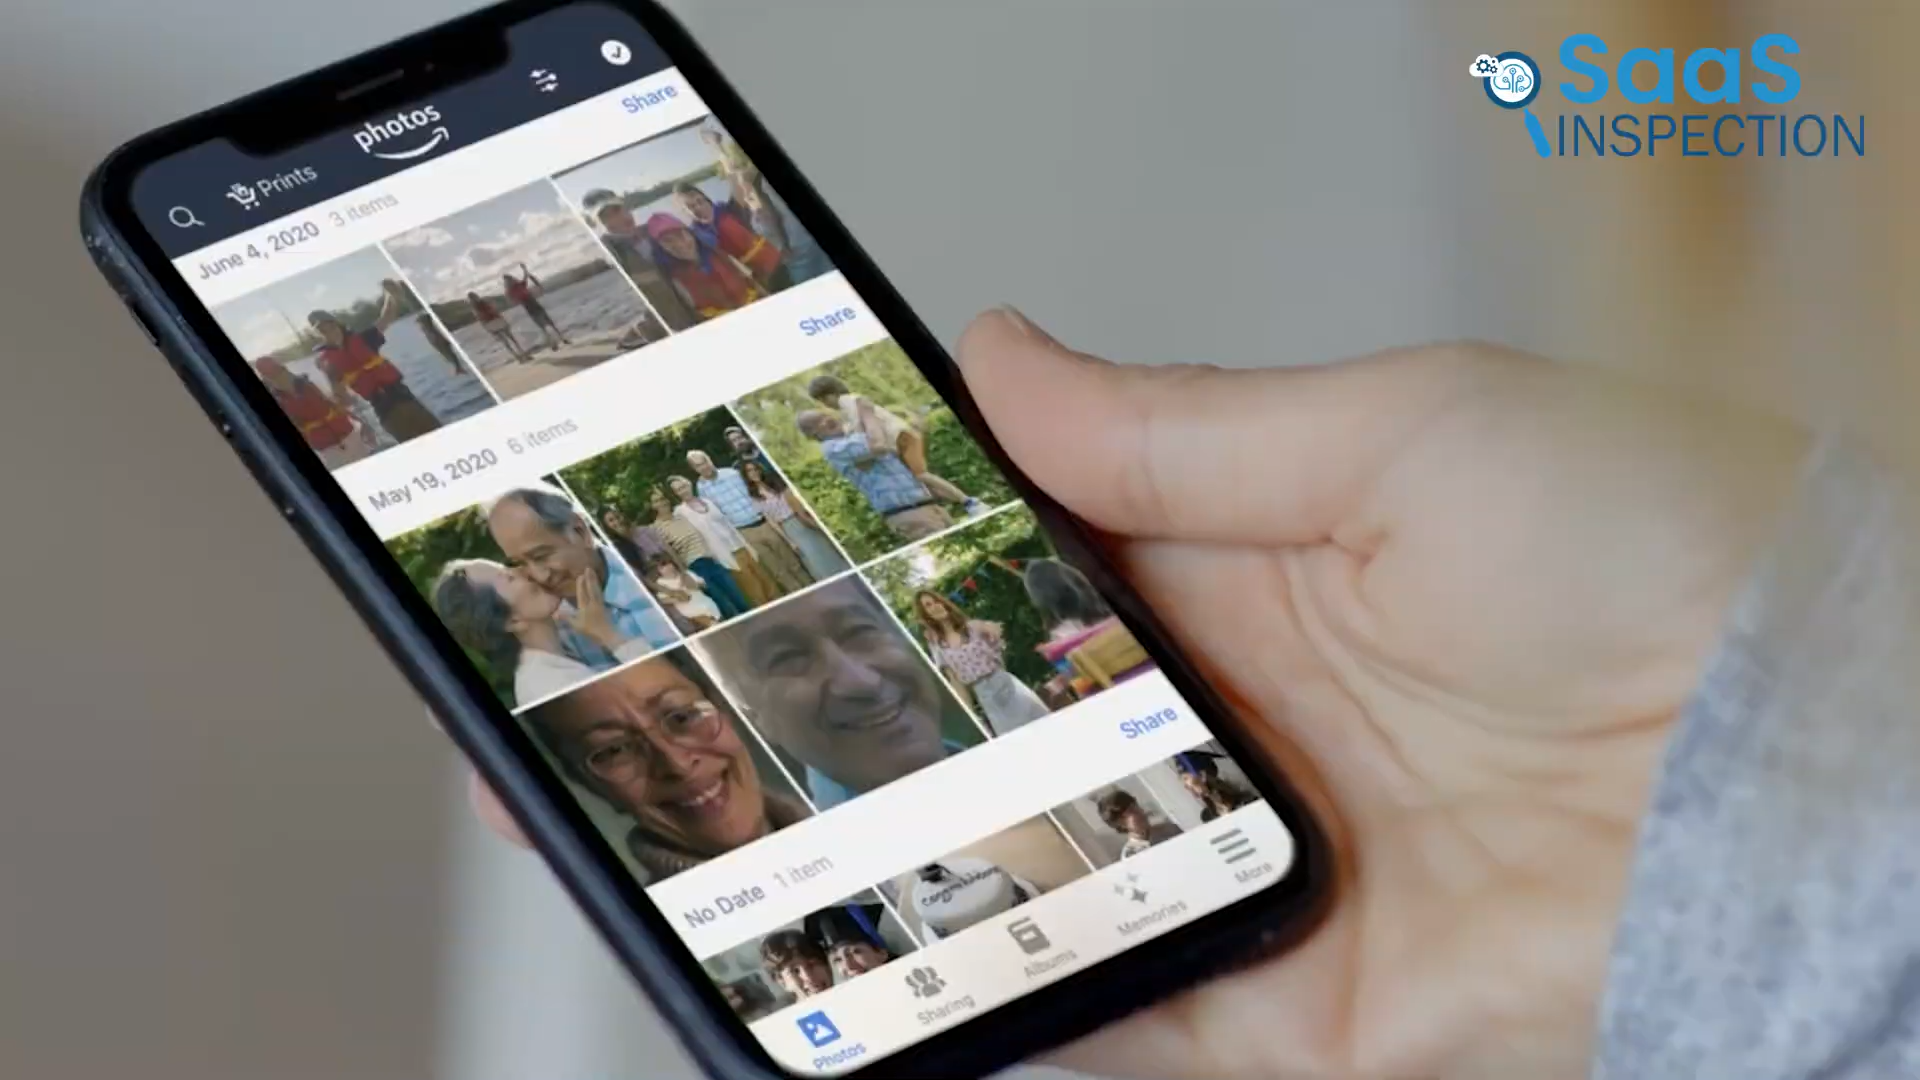 SaaS
INSPECTION
photos
Prints
Share
June 4, 2020 3 items
Share
May 19, 2020 6 items
Share
No Date 1 item
Congratulations
Photos
Sharing
Albums
Memories
More